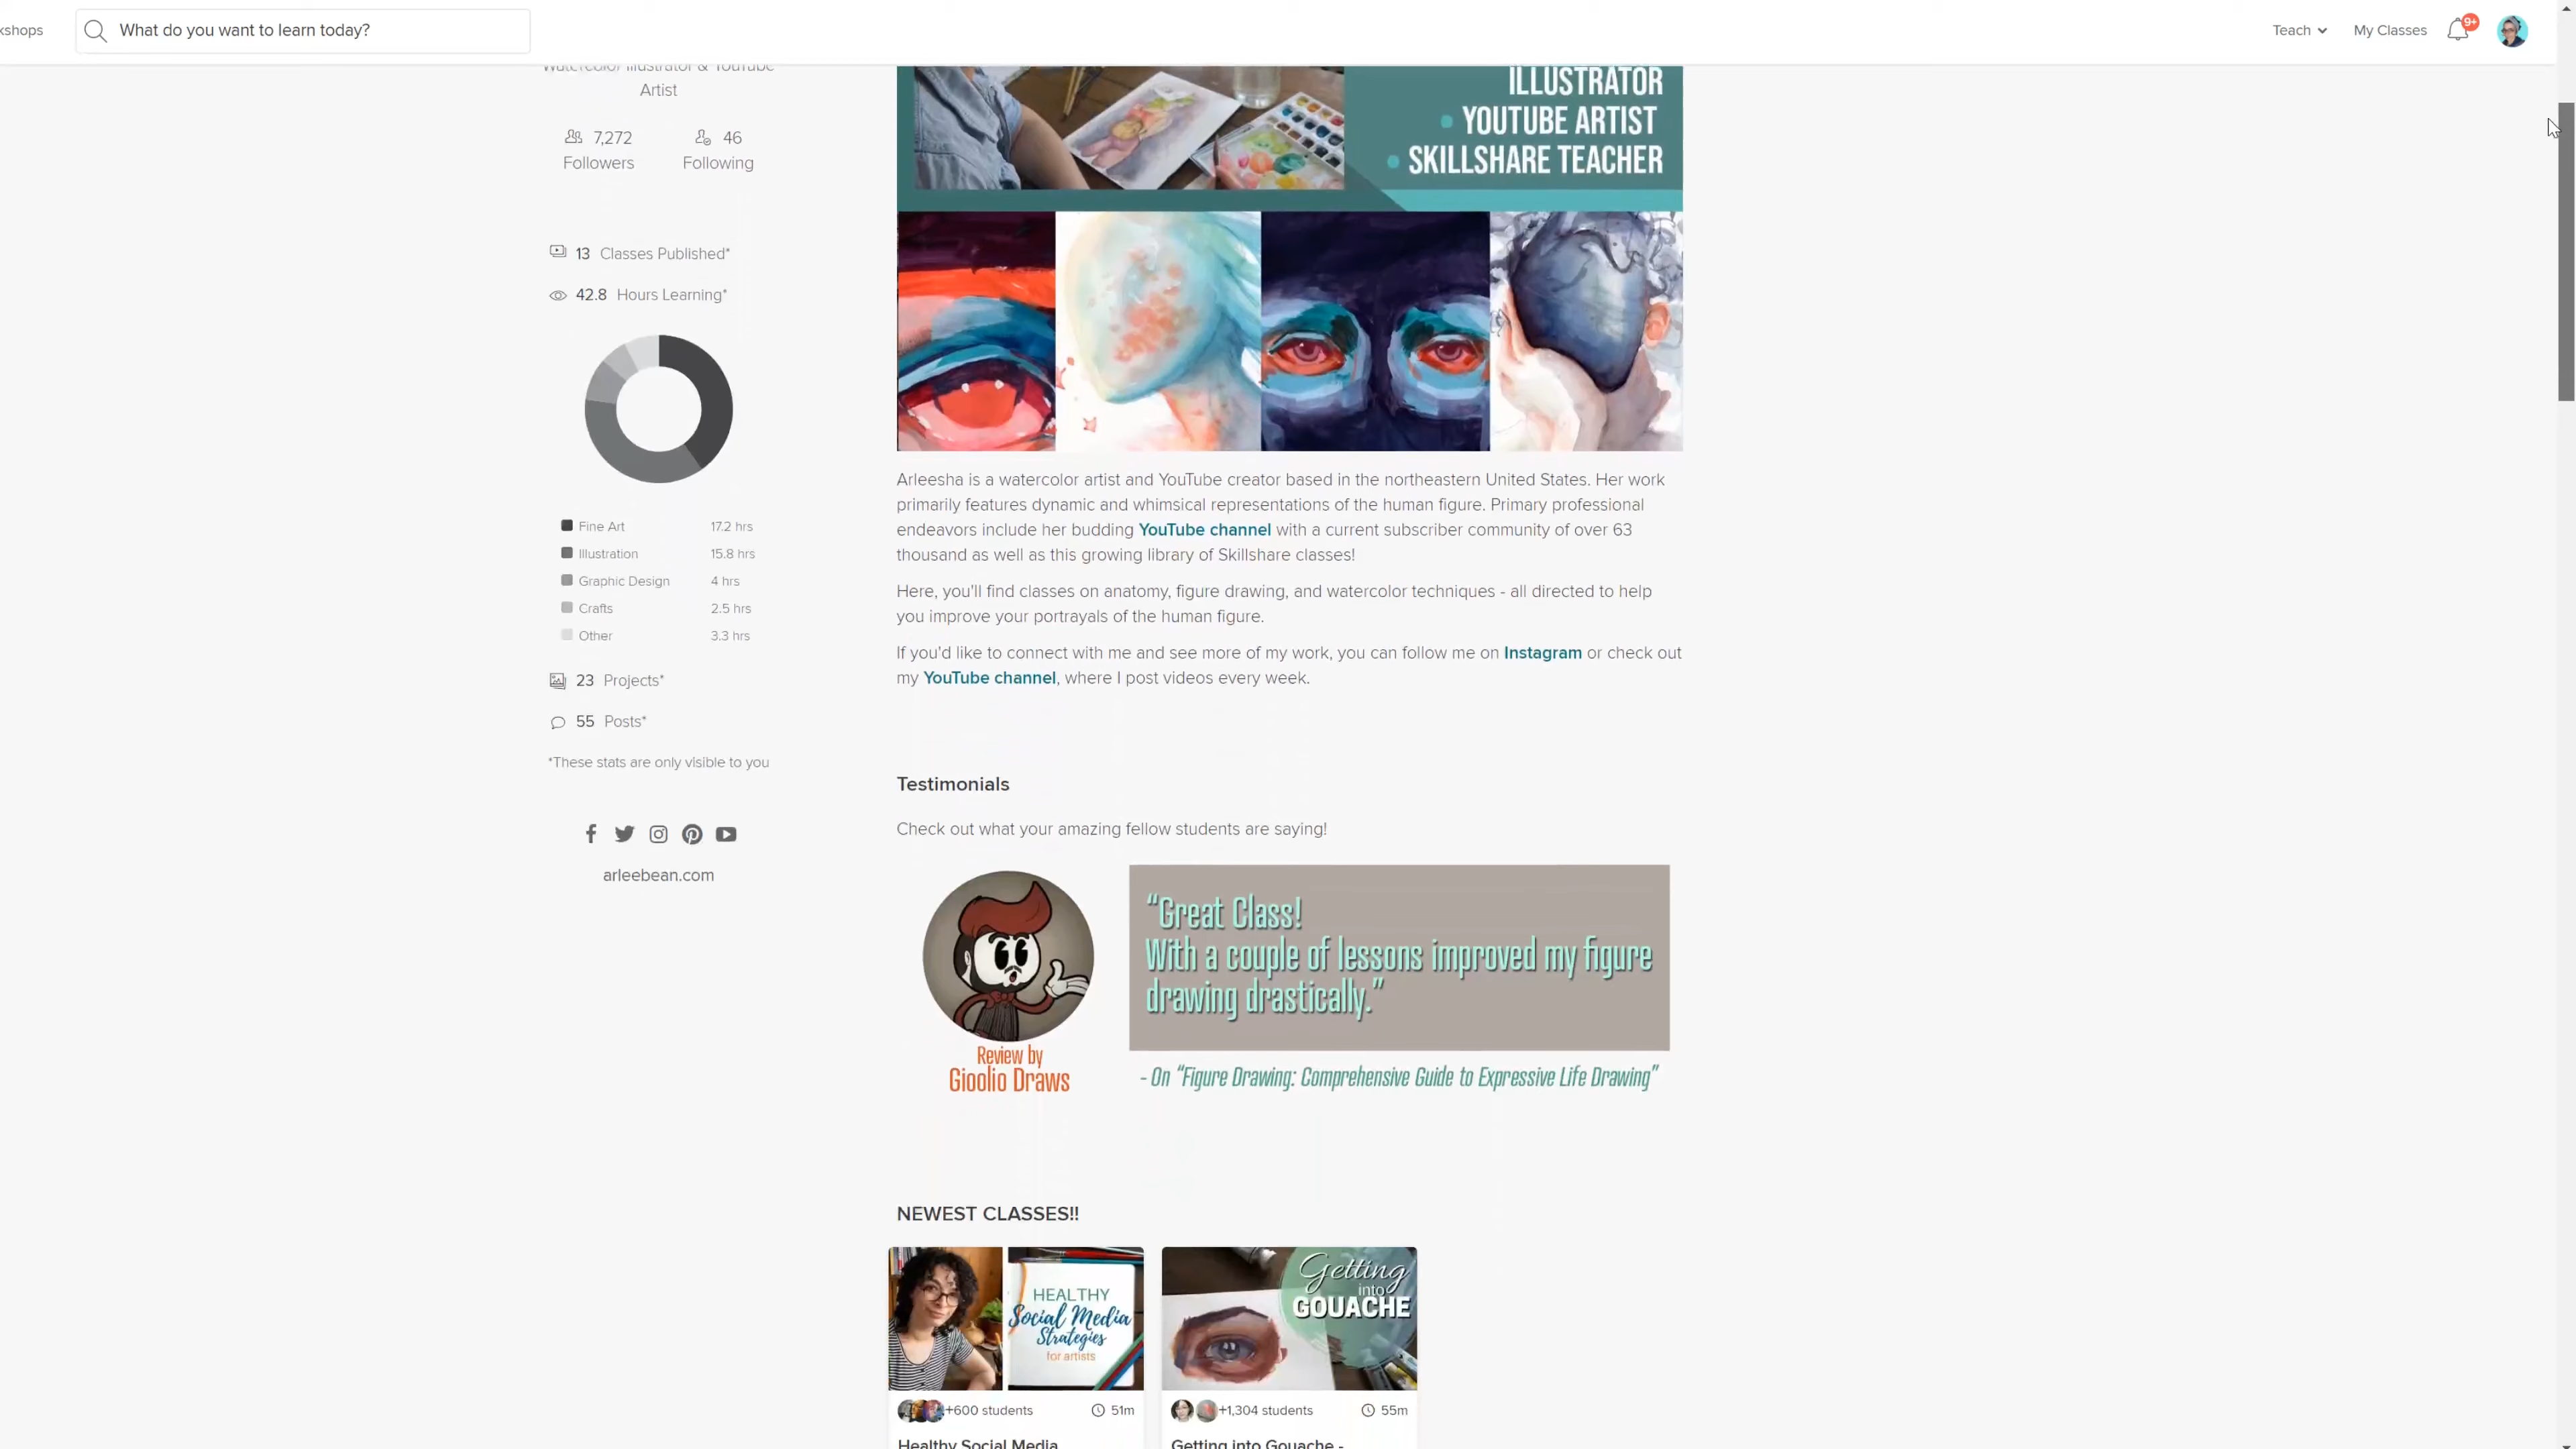 kshops
What do you want to learn today?
Teach
My Classes
9+
Watercolor Illustrator & YouTube
Artist
7,272
Followers
46
Following
13 Classes Published*
42.8 Hours Learning*
Fine Art 17.2 hrs
Illustration 15.8 hrs
Graphic Design 4 hrs
Crafts 2.5 hrs
Other 3.3 hrs
23 Projects*
55 Posts*
*These stats are only visible to you
arleebean.com
ILLUSTRATOR
• YOUTUBE ARTIST
• SKILLSHARE TEACHER
Arleesha is a watercolor artist and YouTube creator based in the northeastern United States. Her work
primarily features dynamic and whimsical representations of the human figure. Primary professional
endeavors include her budding YouTube channel with a current subscriber community of over 63
thousand as well as this growing library of Skillshare classes!
Here, you'll find classes on anatomy, figure drawing, and watercolor techniques - all directed to help
you improve your portrayals of the human figure.
If you'd like to connect with me and see more of my work, you can follow me on Instagram or check out
my YouTube channel, where I post videos every week.
Testimonials
Check out what your amazing fellow students are saying!
"Great Class!
With a couple of lessons improved my figure
drawing drastically."
Review by
Gioolio Draws
- On "Figure Drawing: Comprehensive Guide to Expressive Life Drawing"
NEWEST CLASSES!!
HEALTHY
Social Media
Strategies
for artists
+600 students
51m
Healthy Social Media
Getting
into
GOUACHE
+1,304 students
55m
Getting into Gouache -